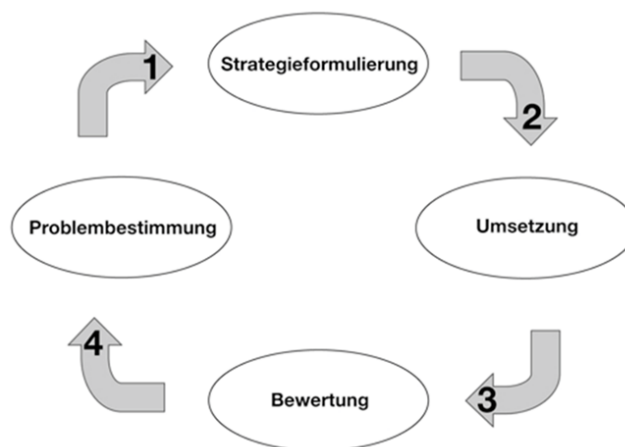 1
Strategieformulierung
2
Problembestimmung
Umsetzung
4
Bewertung
3